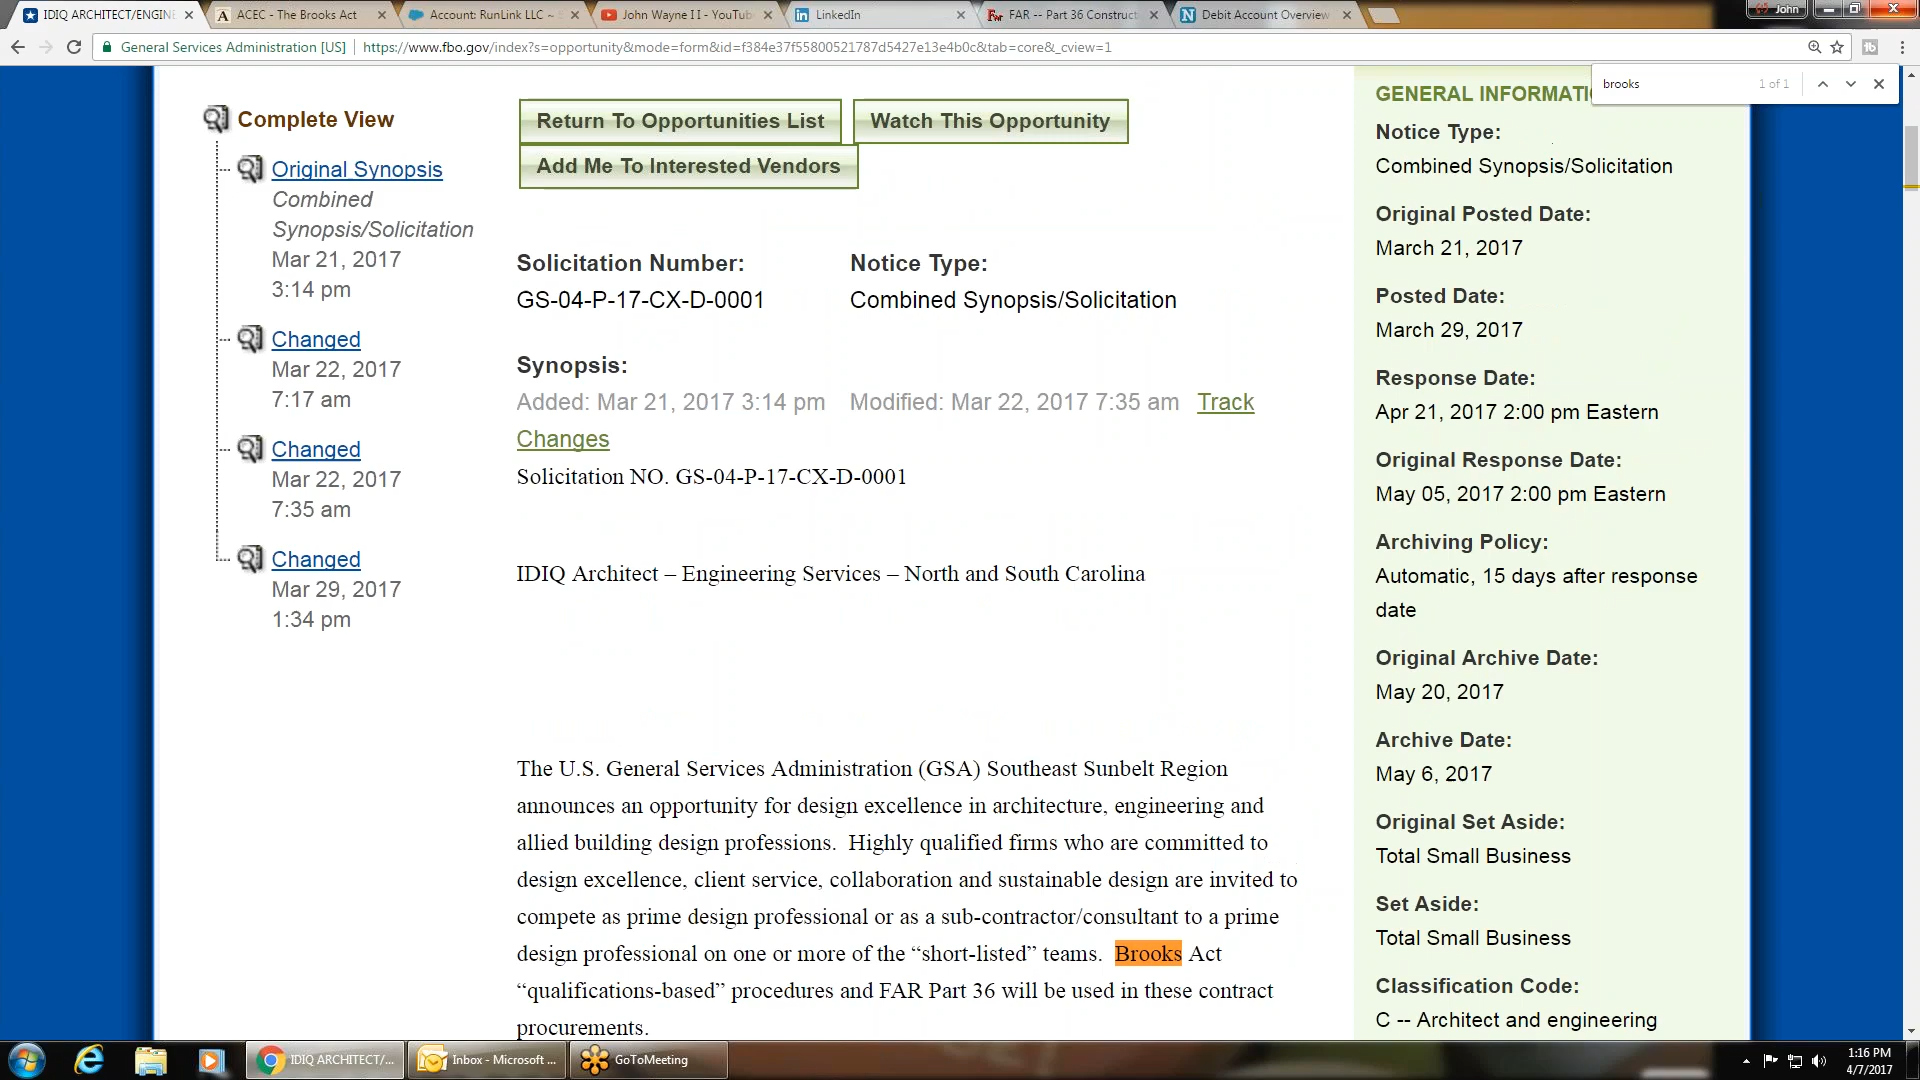 IDIQ ARCHITECT/ENGINE
ACEC - The Brooks Act
Account: RunLink LLC ~
John Wayne I I - YouTub
LinkedIn
FAR -- Part 36 Construct
Debit Account Overview
John
General Services Administration [US]
https://www.fbo.gov/index?s=opportunity&mode=form&id=f384e37f55800521787d5427e13e4b0c&tab=core&_cview=1
brooks
1 of 1
Complete View
Original Synopsis
Combined
Synopsis/Solicitation
Mar 21, 2017
3:14 pm
Changed
Mar 22, 2017
7:17 am
Changed
Mar 22, 2017
7:35 am
Changed
Mar 29, 2017
1:34 pm
Return To Opportunities List
Watch This Opportunity
Add Me To Interested Vendors
Solicitation Number:
GS-04-P-17-CX-D-0001
Notice Type:
Combined Synopsis/Solicitation
Synopsis:
Added: Mar 21, 2017 3:14 pm Modified: Mar 22, 2017 7:35 am Track
Changes
Solicitation NO. GS-04-P-17-CX-D-0001
IDIQ Architect – Engineering Services – North and South Carolina
The U.S. General Services Administration (GSA) Southeast Sunbelt Region
announces an opportunity for design excellence in architecture, engineering and
allied building design professions. Highly qualified firms who are committed to
design excellence, client service, collaboration and sustainable design are invited to
compete as prime design professional or as a sub-contractor/consultant to a prime
design professional on one or more of the “short-listed” teams. Brooks Act
“qualifications-based” procedures and FAR Part 36 will be used in these contract
procurements.
GENERAL INFORMATI
Notice Type:
Combined Synopsis/Solicitation
Original Posted Date:
March 21, 2017
Posted Date:
March 29, 2017
Response Date:
Apr 21, 2017 2:00 pm Eastern
Original Response Date:
May 05, 2017 2:00 pm Eastern
Archiving Policy:
Automatic, 15 days after response
date
Original Archive Date:
May 20, 2017
Archive Date:
May 6, 2017
Original Set Aside:
Total Small Business
Set Aside:
Total Small Business
Classification Code:
C -- Architect and engineering
IDIQ ARCHITECT/...
Inbox - Microsoft ...
GoToMeeting
1:16 PM
4/7/2017